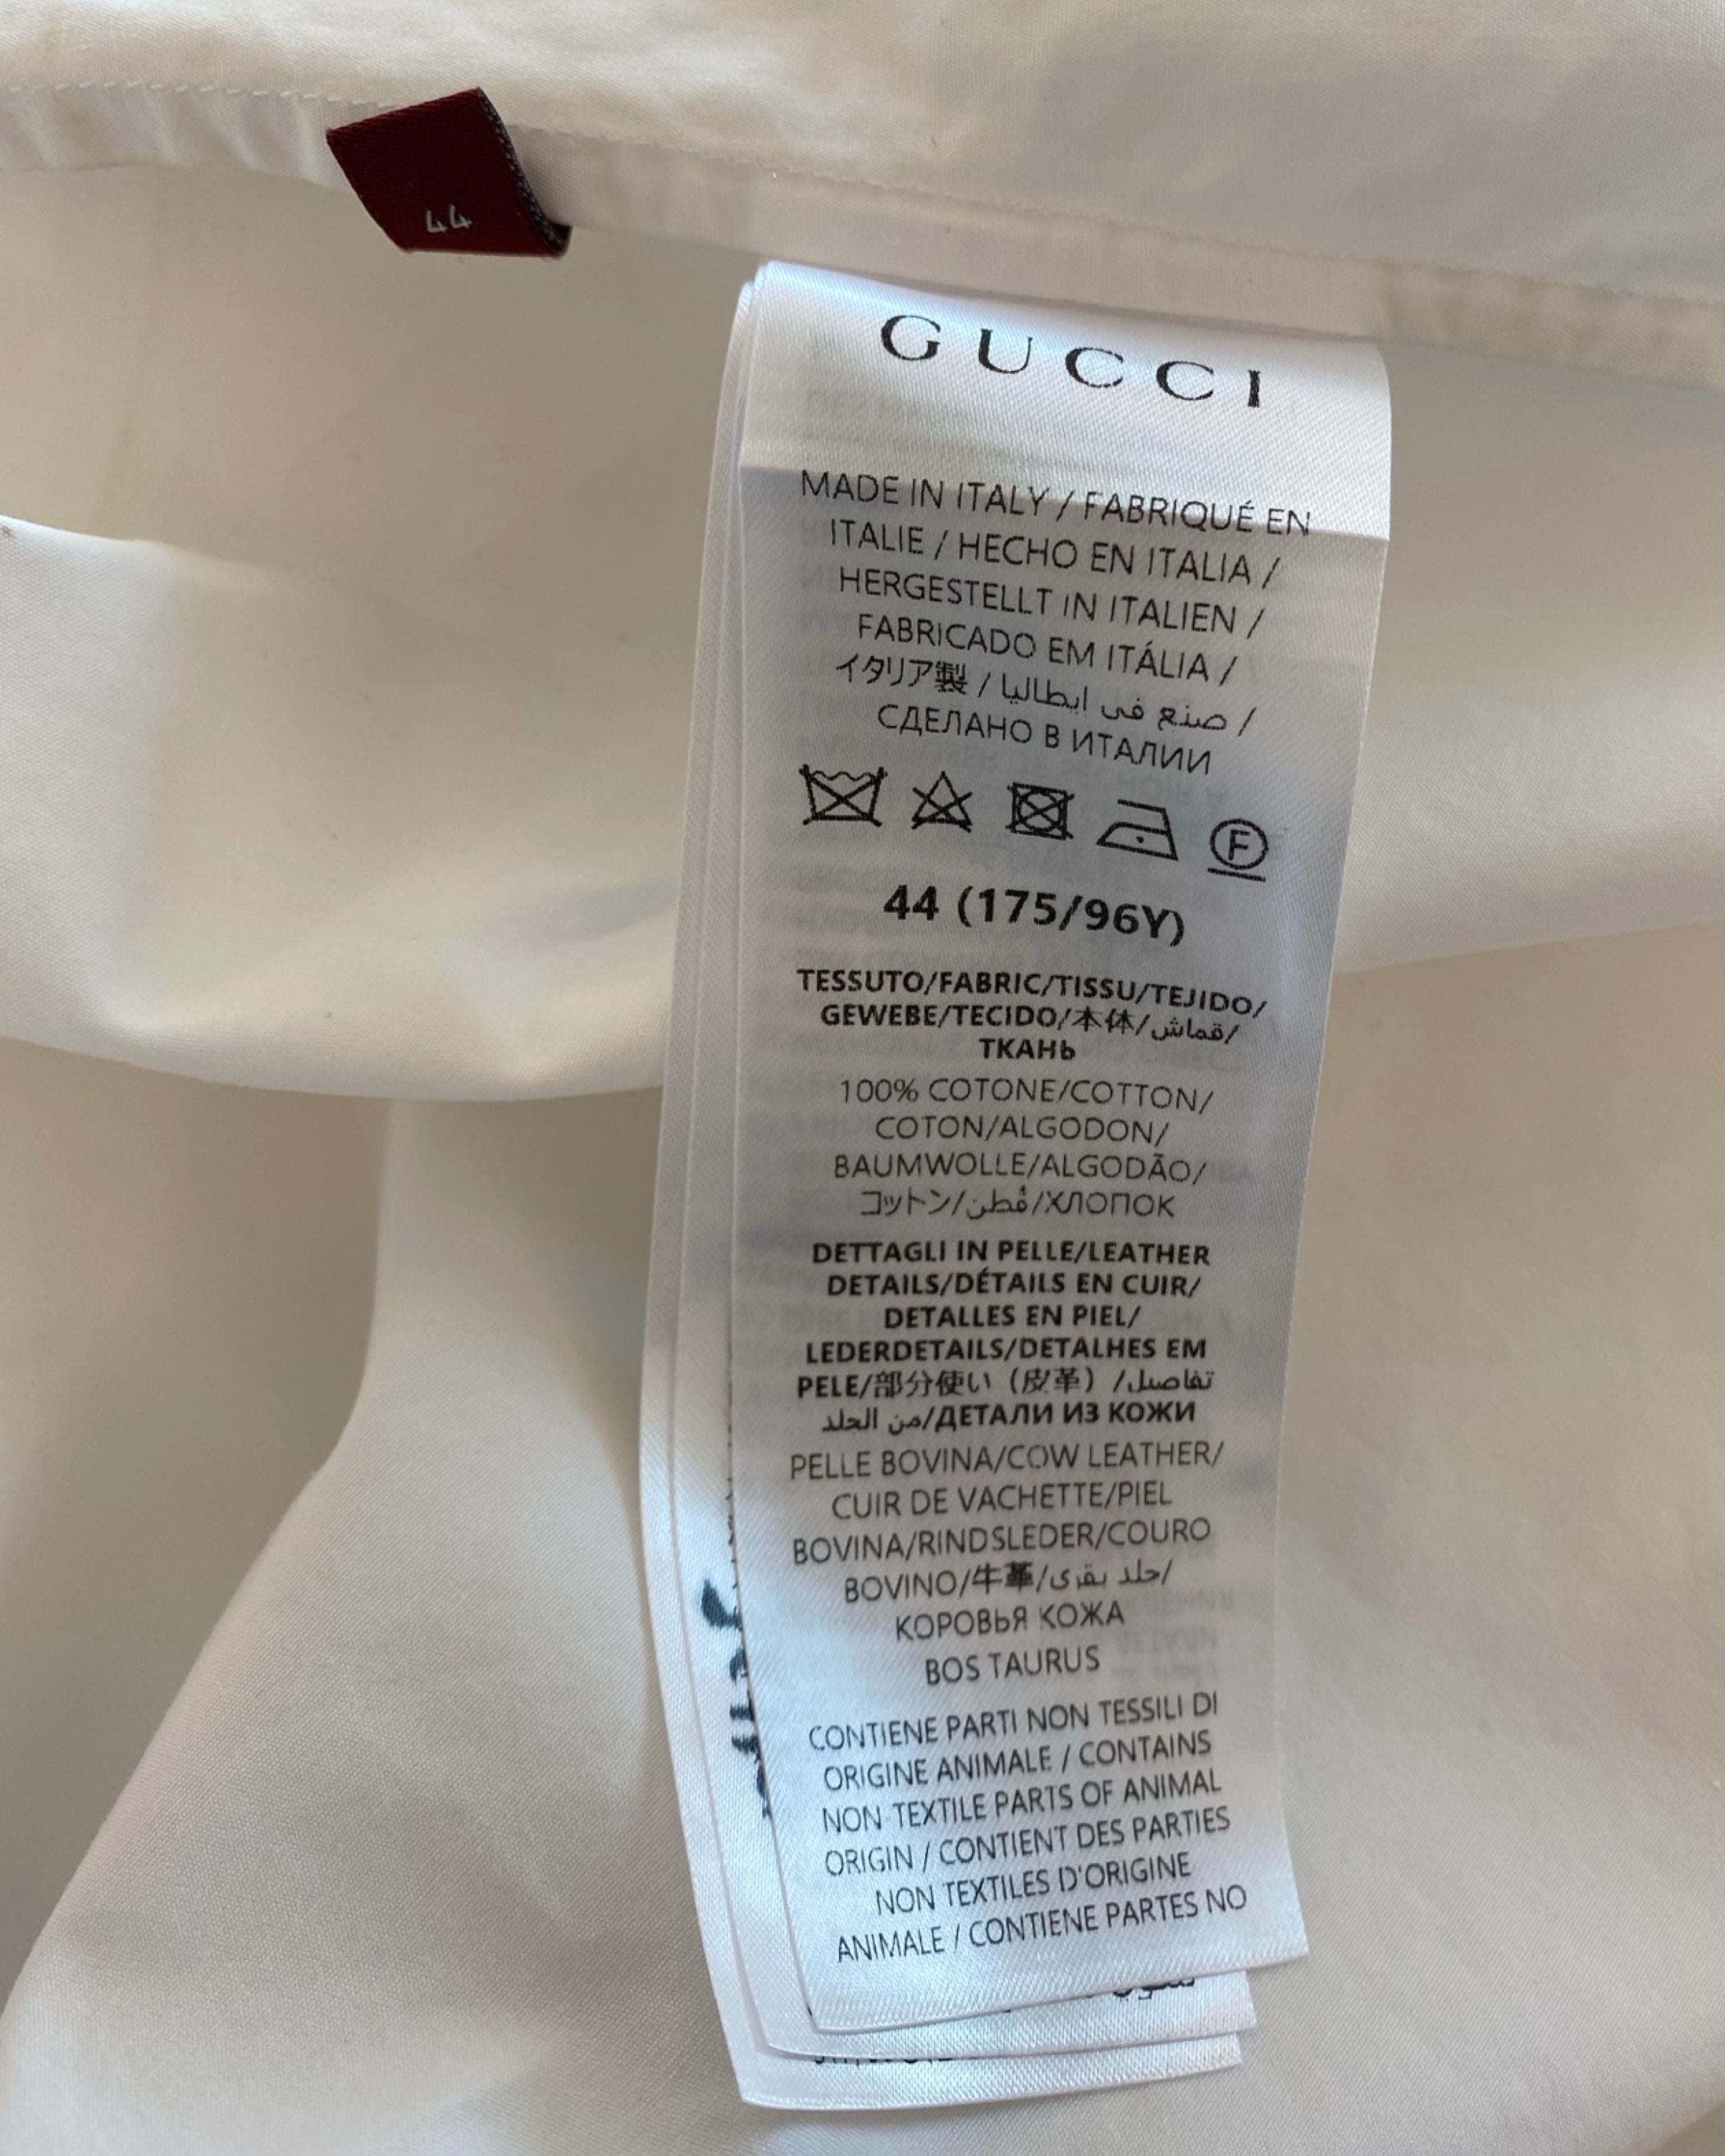 44
GUCCI
MADE IN ITALY / FABRIQUÉ EN
ITALIE / HECHO EN ITALIA /
HERGESTELLT IN ITALIEN /
FABRICADO EM ITÁLIA /
イタリア製 / صنع في ايطاليا /
СДЕЛАНО В ИТАЛИИ
F
44 (175/96Y)
TESSUTO/FABRIC/TISSU/TEJIDO/
GEWEBE/TECIDO/本体/قماش/
ТКАНЬ
100% COTONE/COTTON/
COTON/ALGODON/
BAUMWOLLE/ALGODÃO/
コットン/قُطن/ХЛОПОК
DETTAGLI IN PELLE/LEATHER
DETAILS/DÉTAILS EN CUIR/
DETALLES EN PIEL/
LEDERDETAILS/DETALHES EM
PELE/部分使い（皮革）/تفاصيل
من الجلد/ДЕТАЛИ ИЗ КОЖИ
PELLE BOVINA/COW LEATHER/
CUIR DE VACHETTE/PIEL
BOVINA/RINDSLEDER/COURO
BOVINO/牛革/جلد بقرى/
КОРОВЬЯ КОЖА
BOS TAURUS
CONTIENE PARTI NON TESSILI DI
ORIGINE ANIMALE / CONTAINS
NON TEXTILE PARTS OF ANIMAL
ORIGIN / CONTIENT DES PARTIES
NON TEXTILES D'ORIGINE
ANIMALE / CONTIENE PARTES NO